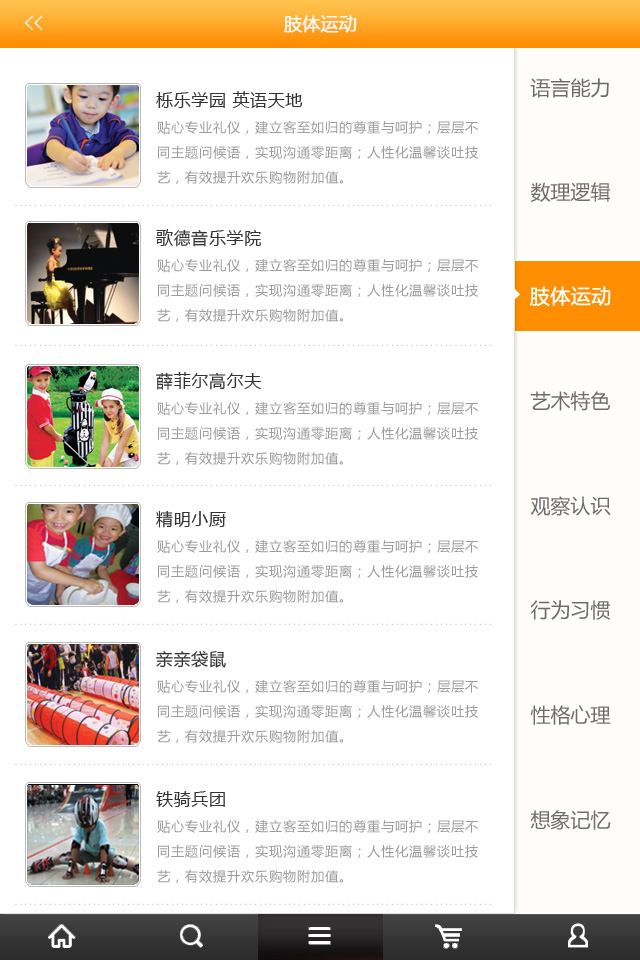 肢体运动
栎乐学园 英语天地
贴心专业礼仪，建立客至如归的尊重与呵护；层层不
同主题问候语，实现沟通零距离；人性化温馨谈吐技
艺，有效提升欢乐购物附加值。
歌德音乐学院
贴心专业礼仪，建立客至如归的尊重与呵护；层层不
同主题问候语，实现沟通零距离；人性化温馨谈吐技
艺，有效提升欢乐购物附加值。
薛菲尔高尔夫
贴心专业礼仪，建立客至如归的尊重与呵护；层层不
同主题问候语，实现沟通零距离；人性化温馨谈吐技
艺，有效提升欢乐购物附加值。
精明小厨
贴心专业礼仪，建立客至如归的尊重与呵护；层层不
同主题问候语，实现沟通零距离；人性化温馨谈吐技
艺，有效提升欢乐购物附加值。
亲亲袋鼠
贴心专业礼仪，建立客至如归的尊重与呵护；层层不
同主题问候语，实现沟通零距离；人性化温馨谈吐技
艺，有效提升欢乐购物附加值。
铁骑兵团
贴心专业礼仪，建立客至如归的尊重与呵护；层层不
同主题问候语，实现沟通零距离；人性化温馨谈吐技
艺，有效提升欢乐购物附加值。
语言能力
数理逻辑
肢体运动
艺术特色
观察认识
行为习惯
性格心理
想象记忆